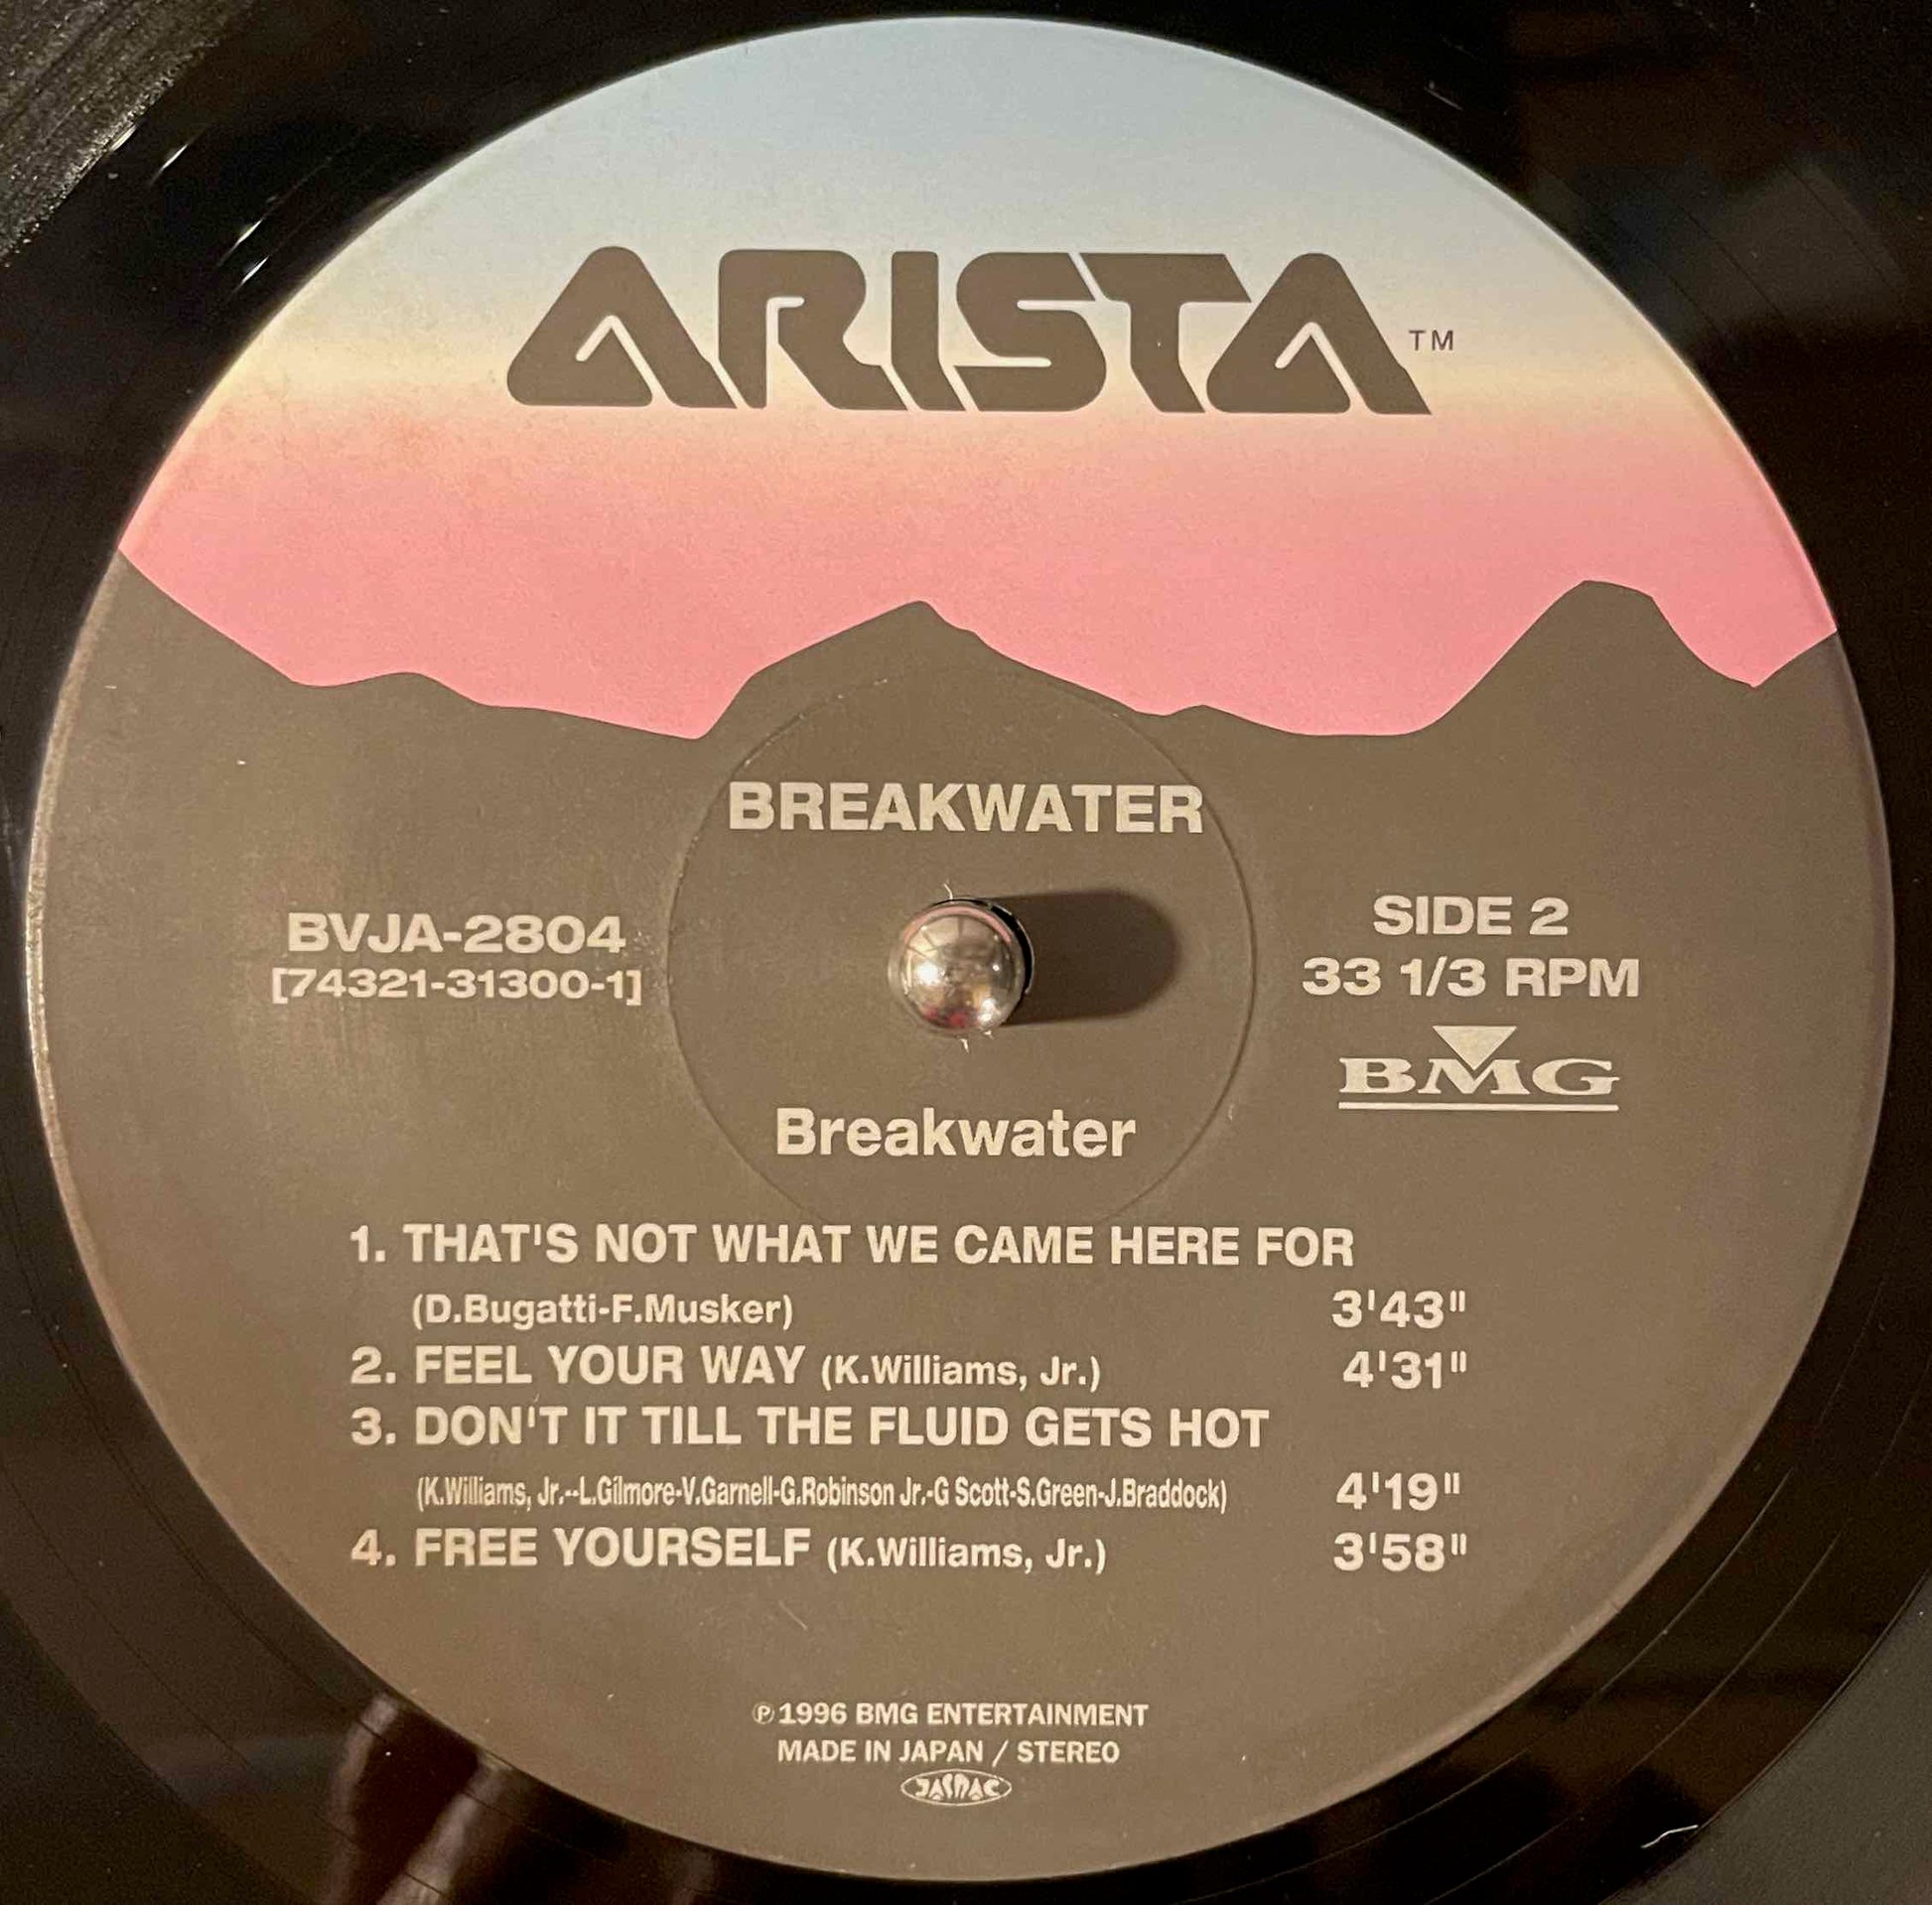 ARISTA™
BREAKWATER
BVJA-2804
[74321-31300-1]
SIDE 2
33 1/3 RPM
BMG
Breakwater
1. THAT'S NOT WHAT WE CAME HERE FOR
(D.Bugatti-F.Musker) 3'43"
2. FEEL YOUR WAY (K.Williams, Jr.) 4'31"
3. DON'T IT TILL THE FLUID GETS HOT
(K.Williams, Jr.--L.Gilmore-V.Garnell-G.Robinson Jr.-G Scott-S.Green-J.Braddock) 4'19"
4. FREE YOURSELF (K.Williams, Jr.) 3'58"
℗1996 BMG ENTERTAINMENT
MADE IN JAPAN / STEREO
JASRAC